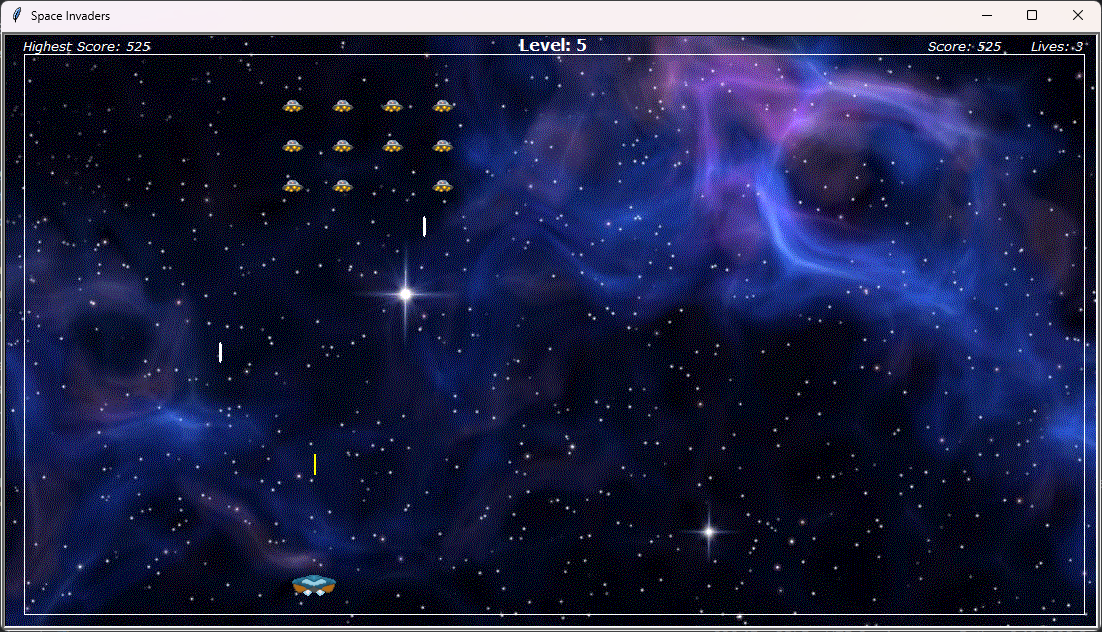 Space Invaders
Highest Score: 525
Level: 5
Score: 525
Lives: 3